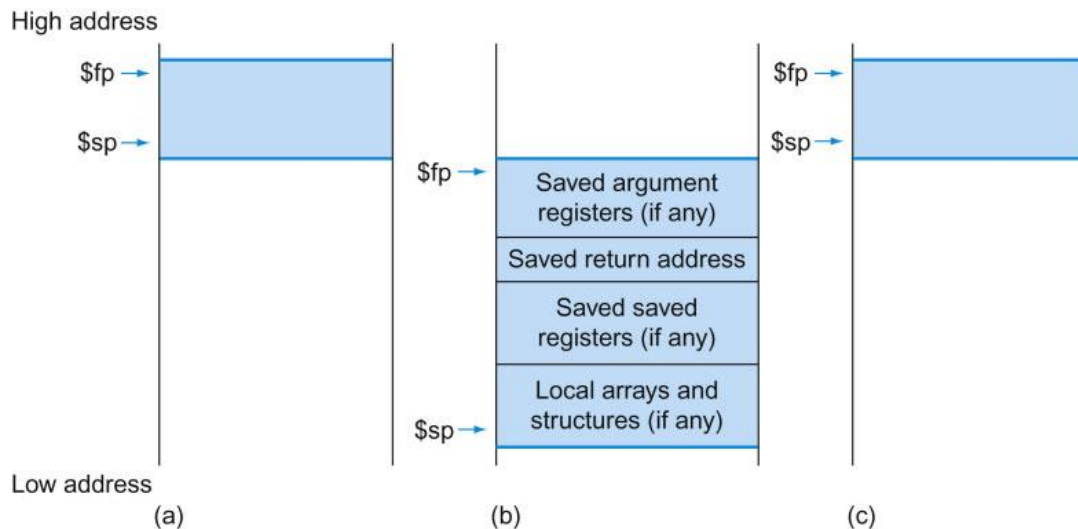 High address
$fp
$sp
$fp
Saved argument
registers (if any)
Saved return address
Saved saved
registers (if any)
Local arrays and
structures (if any)
$sp
$fp
$sp
Low address
(a)
(b)
(c)